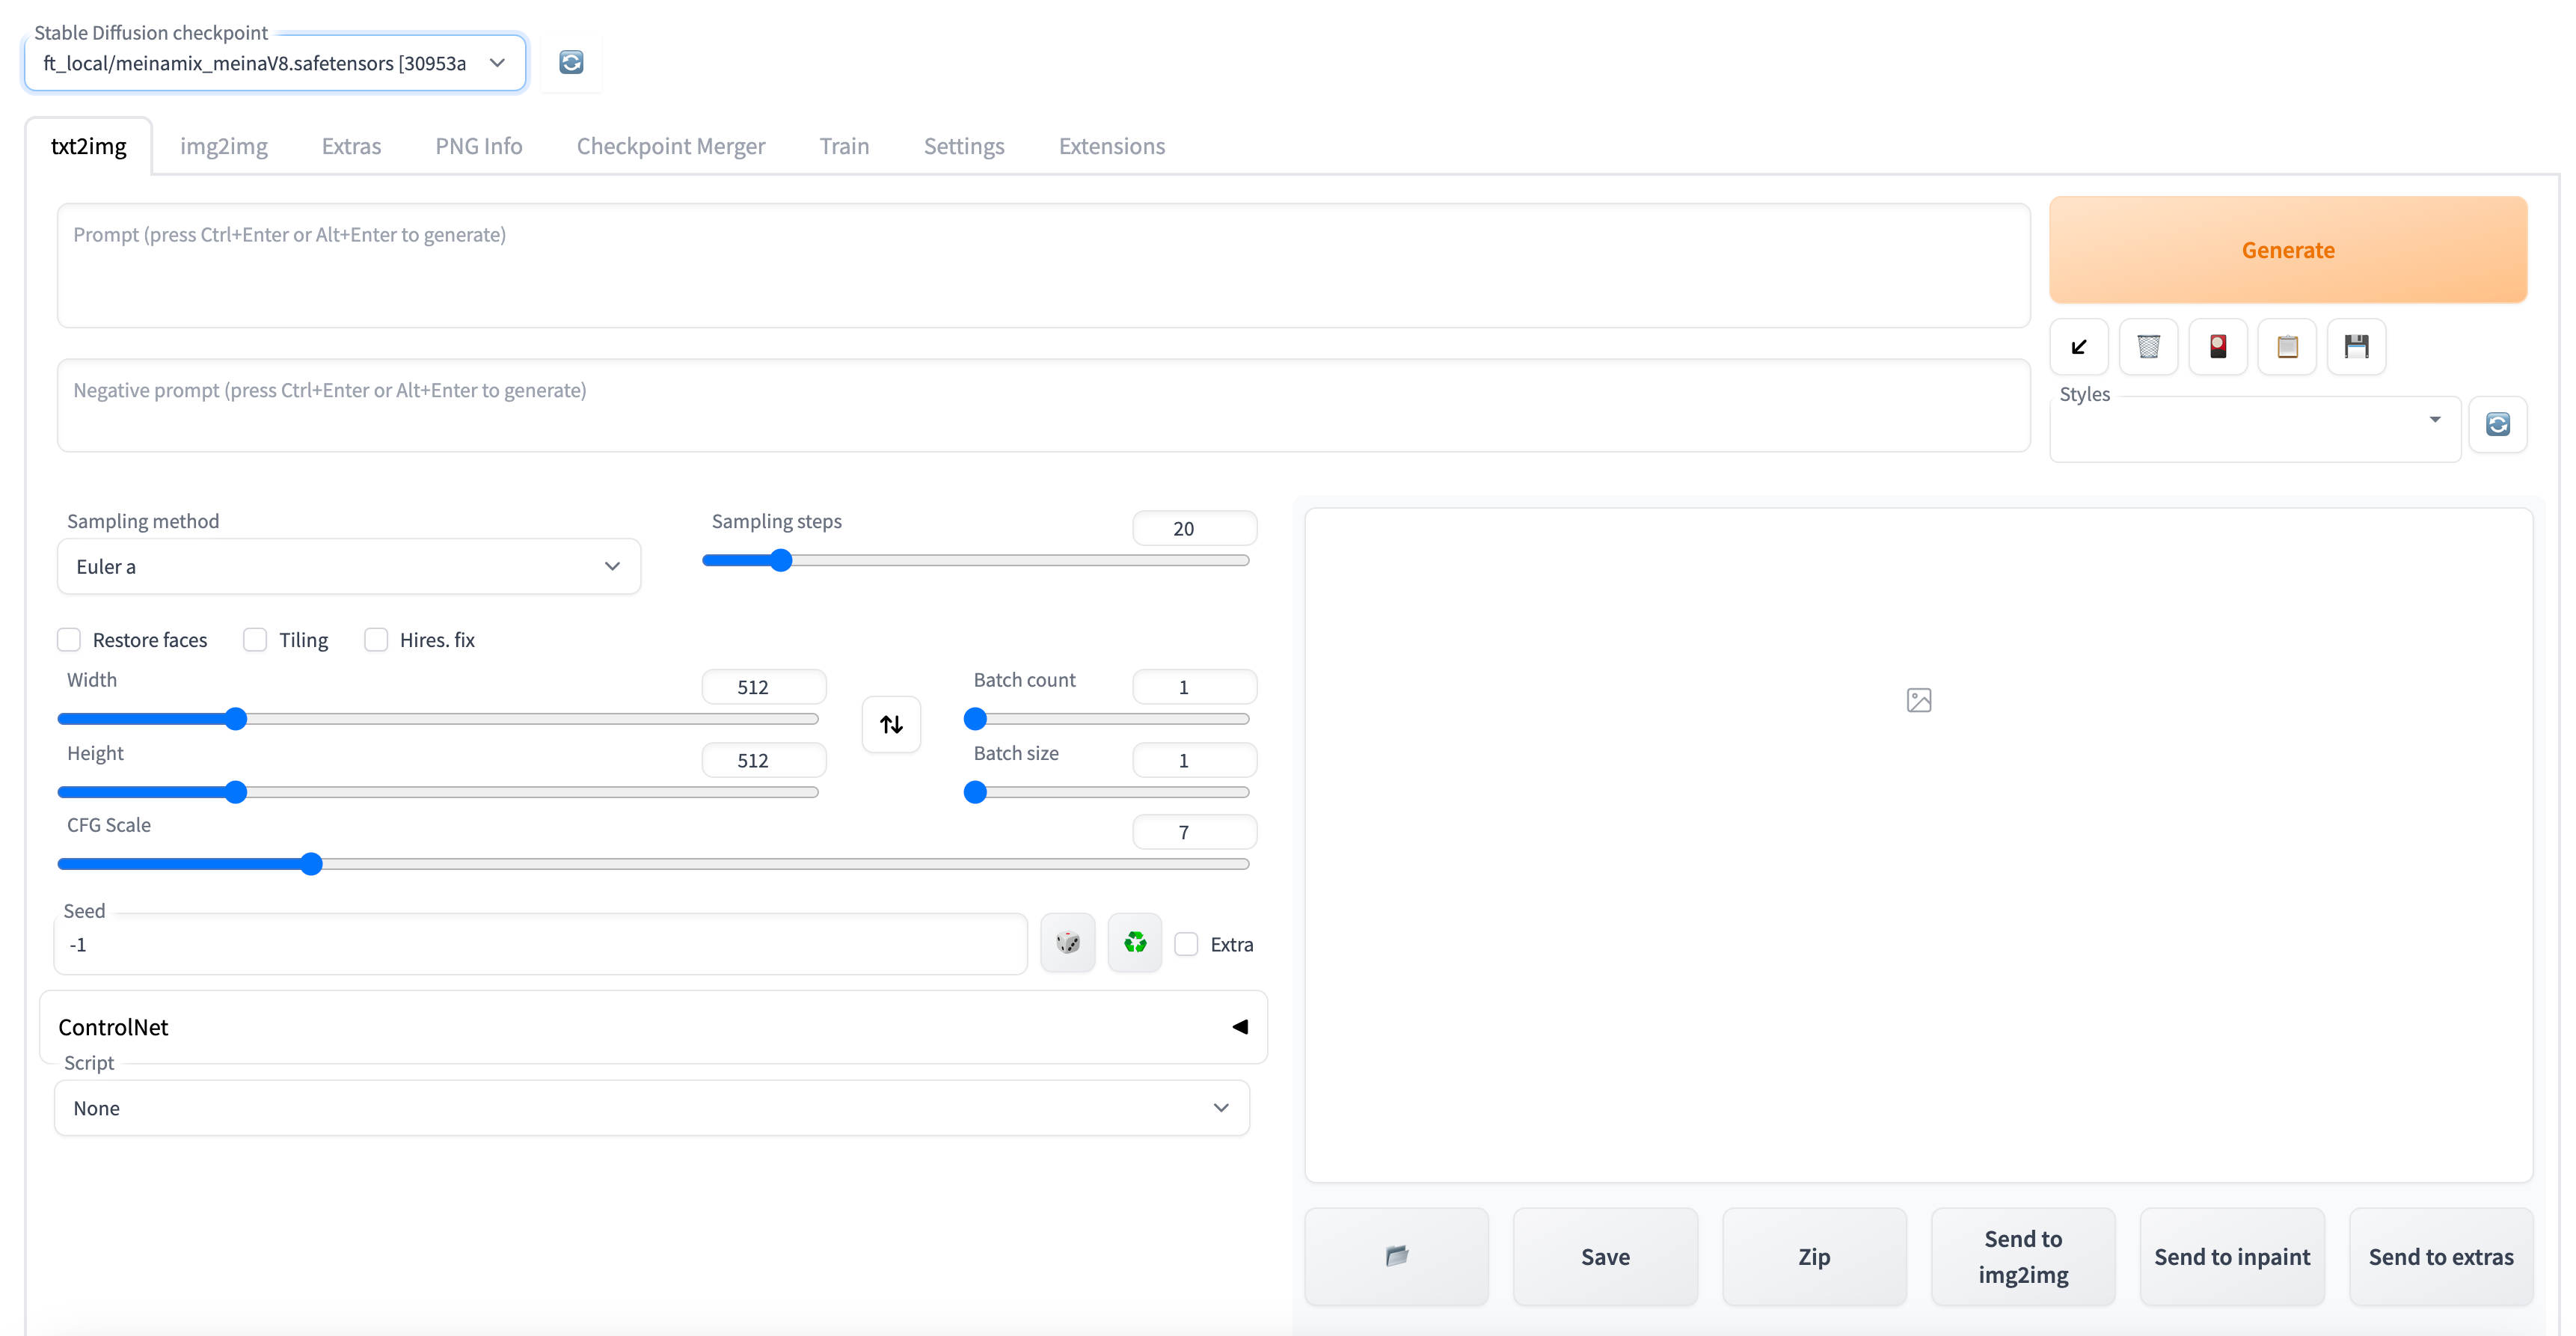 Stable Diffusion checkpoint
ft_local/meinamix_meinaV8.safetensors [30953a
txt2img img2img Extras PNG Info Checkpoint Merger Train Settings Extensions
Prompt (press Ctrl+Enter or Alt+Enter to generate)
Generate
Negative prompt (press Ctrl+Enter or Alt+Enter to generate)
Styles
Sampling method
Euler a
Sampling steps
20
Restore faces Tiling Hires. fix
Width
512
Batch count
1
Height
512
Batch size
1
CFG Scale
7
Seed
-1
Extra
ControlNet
Script
None
Save
Zip
Send to
img2img
Send to inpaint
Send to extras